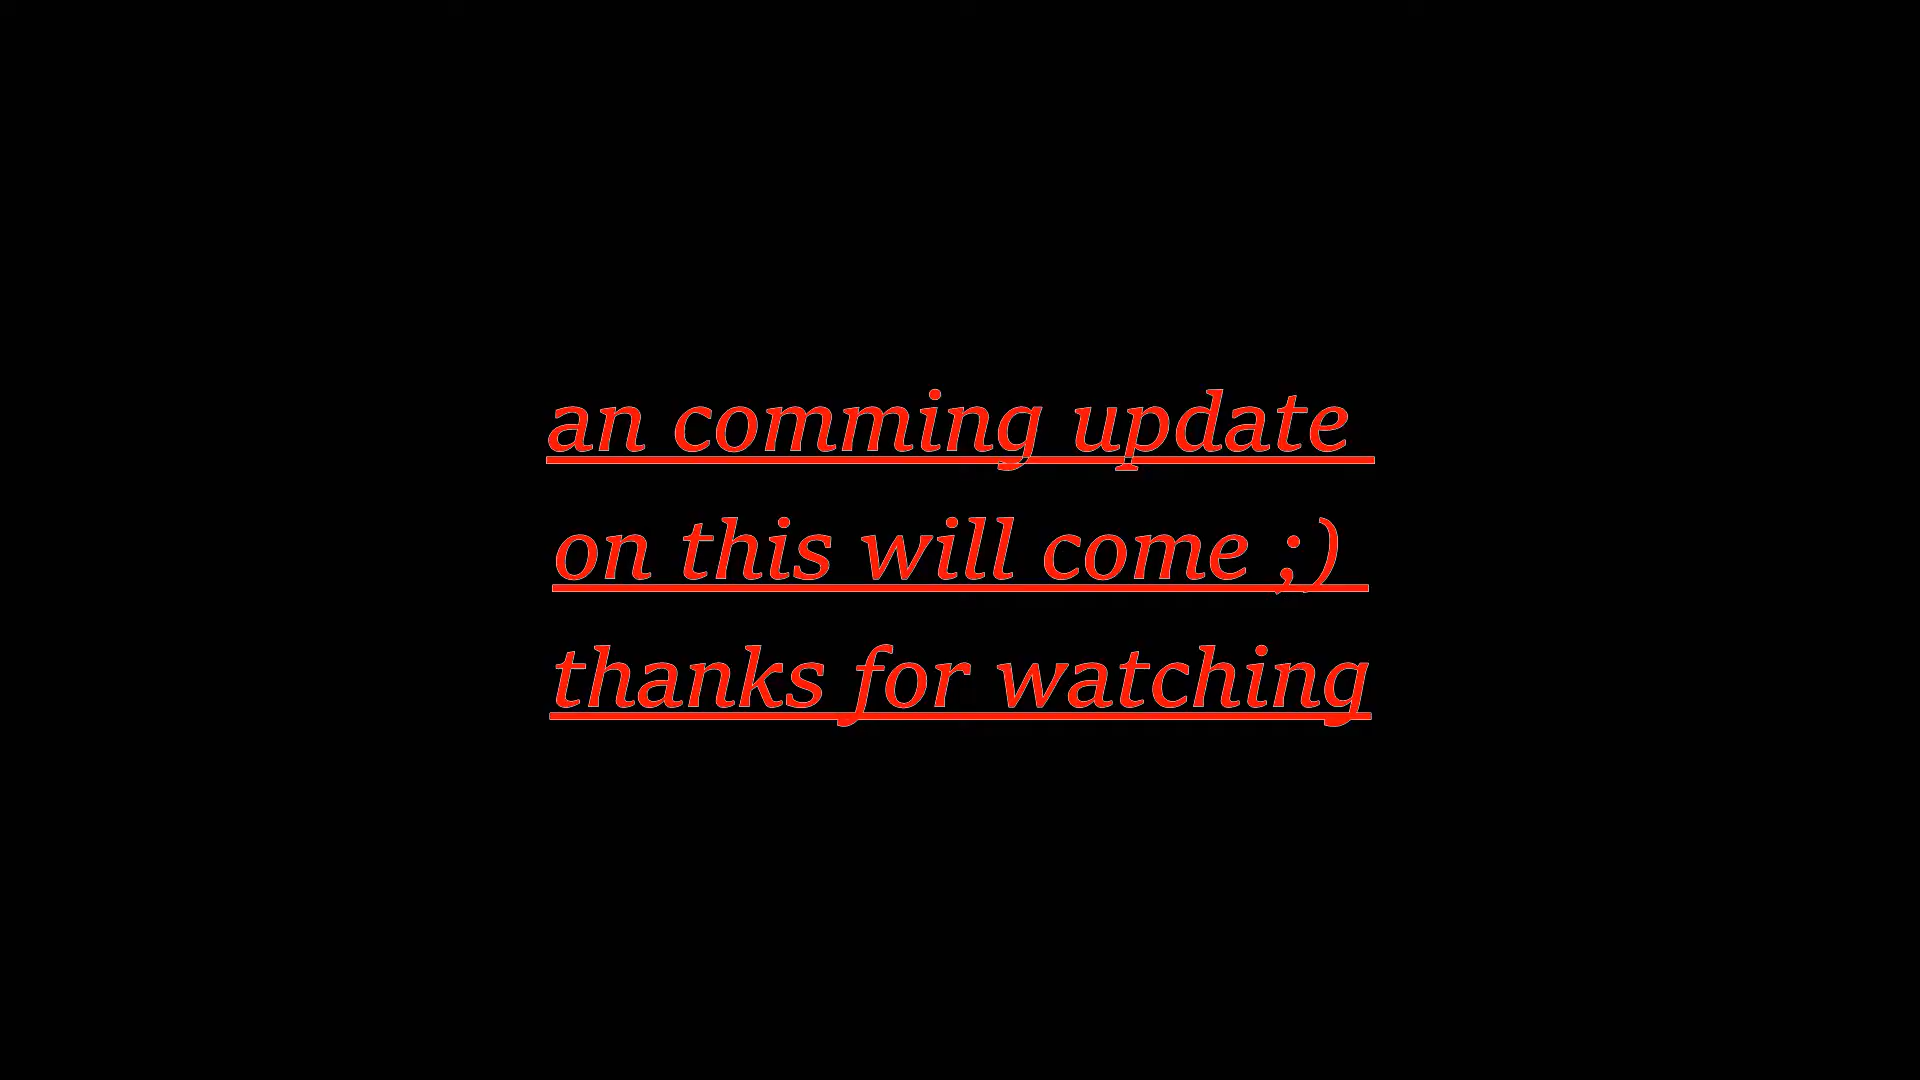 an comming update
on this will come ;)
thanks for watching